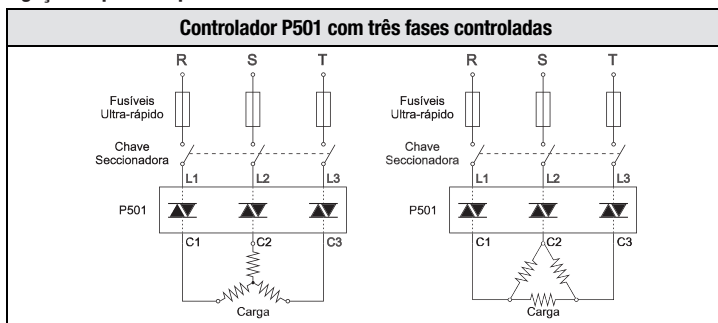 Controlador P501 com três fases controladas
R S T
Fusíveis
Ultra-rápido
Chave
Seccionadora
L1 L2 L3
P501
C1 C2 C3
Carga
R S T
Fusíveis
Ultra-rápido
Chave
Seccionadora
L1 L2 L3
P501
C1 C2 C3
Carga